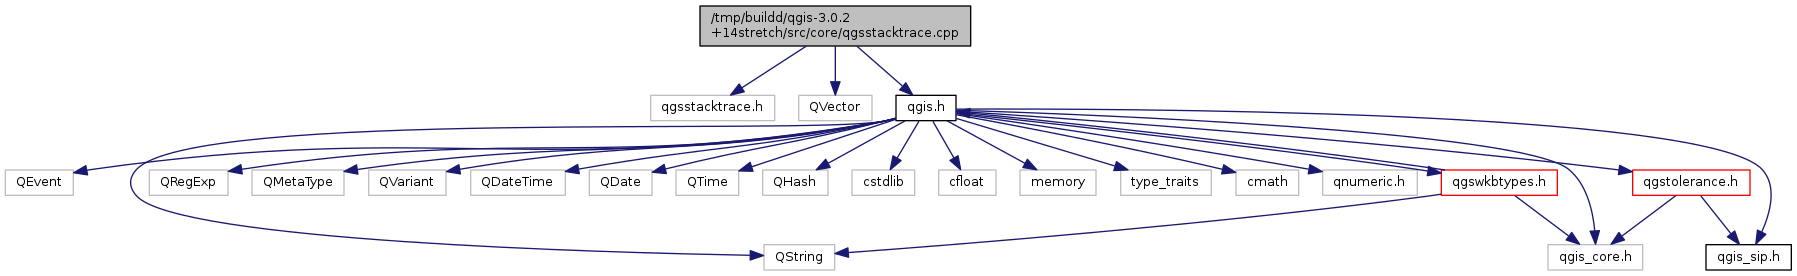 /tmp/buildd/qgis-3.0.2
+14stretch/src/core/qgsstacktrace.cpp
qgsstacktrace.h
QVector
qgis.h
QEvent
QRegExp
QMetaType
QVariant
QDateTime
QDate
QTime
QHash
cstdlib
cfloat
memory
type_traits
cmath
qnumeric.h
qgswkbtypes.h
qgstolerance.h
QString
qgis_core.h
qgis_sip.h